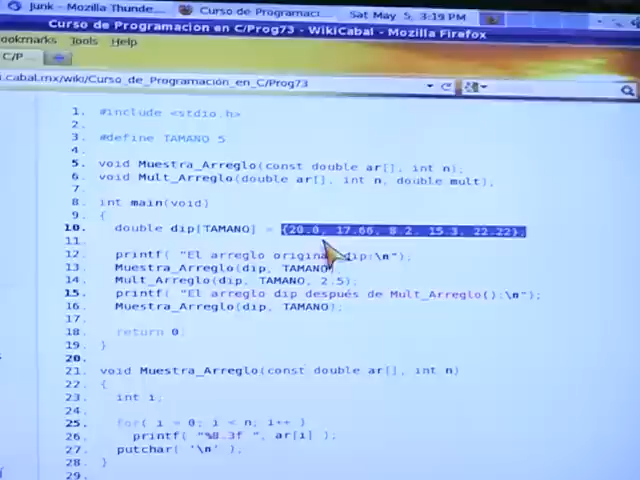 Junk - Mozilla Thunde... Curso de Programaci... Sat May 5, 3:19 PM
Curso de Programacion en C/Prog73 - WikiCabal - Mozilla Firefox
ookmarks Tools Help
C/P...
i.cabal.mx/wiki/Curso_de_Programacion_en_C/Prog73
1. #include <stdio.h>
2.
3. #define TAMANO 5
4.
5. void Muestra_Arreglo(const double ar[], int n);
6. void Mult_Arreglo(double ar[], int n, double mult);
7.
8. int main(void)
9. {
10. double dip[TAMANO] = {20.0, 17.66, 8.2, 15.3, 22.22};
11.
12. printf( "El arreglo origin dip:\n");
13. Muestra_Arreglo(dip, TAMANO);
14. Mult_Arreglo(dip, TAMANO, 2.5);
15. printf( "El arreglo dip después de Mult_Arreglo():\n");
16. Muestra_Arreglo(dip, TAMANO);
17.
18. return 0;
19. }
20.
21. void Muestra_Arreglo(const double ar[], int n)
22. {
23. int i;
24.
25. for( i = 0; i < n; i++ )
26. printf( "%8.3f ", ar[i] );
27. putchar( '\n' );
28. }
29.